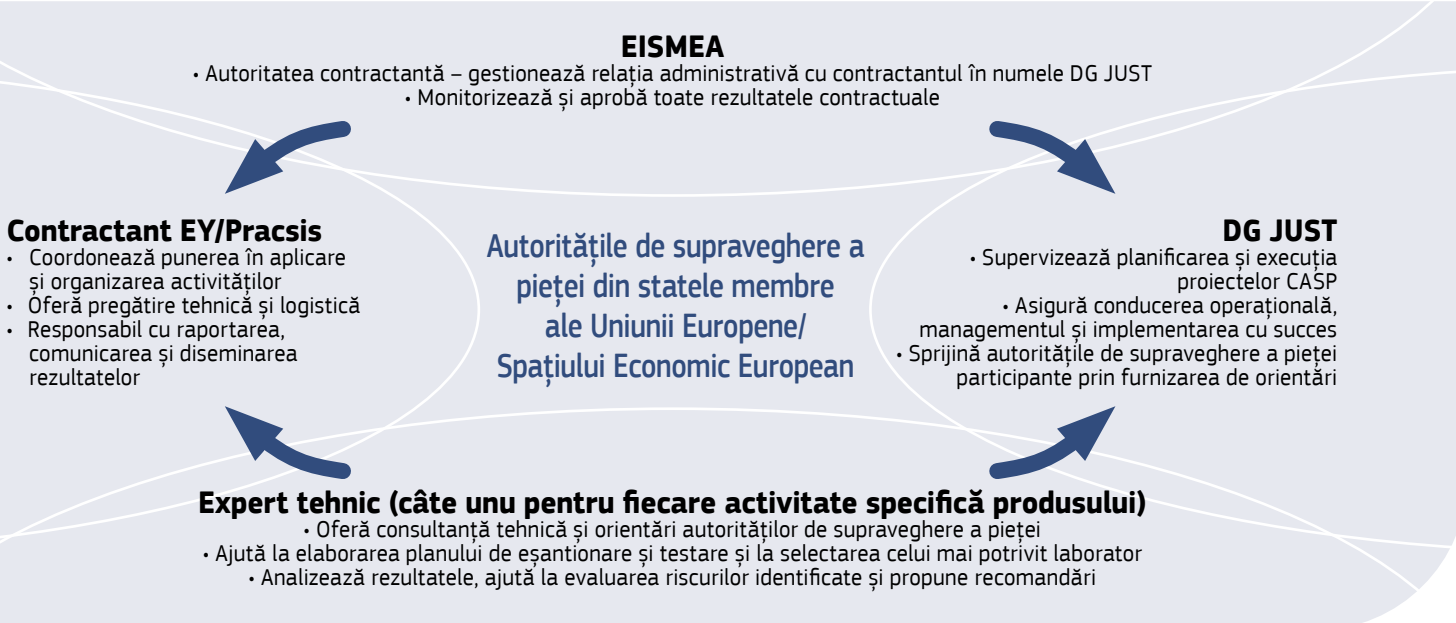 EISMEA
• Autoritatea contractantă – gestionează relația administrativă cu contractantul în numele DG JUST
• Monitorizează și aprobă toate rezultatele contractuale
Contractant EY/Pracsis
• Coordonează punerea în aplicare
și organizarea activităților
• Oferă pregătire tehnică și logistică
• Responsabil cu raportarea,
comunicarea și diseminarea
rezultatelor
Autoritățile de supraveghere a
pieței din statele membre
ale Uniunii Europene/
Spațiului Economic European
DG JUST
• Supervizează planificarea și execuția
proiectelor CASP
• Asigură conducerea operațională,
managementul și implementarea cu succes
• Sprijină autoritățile de supraveghere a pieței
participante prin furnizarea de orientări
Expert tehnic (câte unu pentru fiecare activitate specifică produsului)
• Oferă consultanță tehnică și orientări autorităților de supraveghere a pieței
• Ajută la elaborarea planului de eșantionare și testare și la selectarea celui mai potrivit laborator
• Analizează rezultatele, ajută la evaluarea riscurilor identificate și propune recomandări